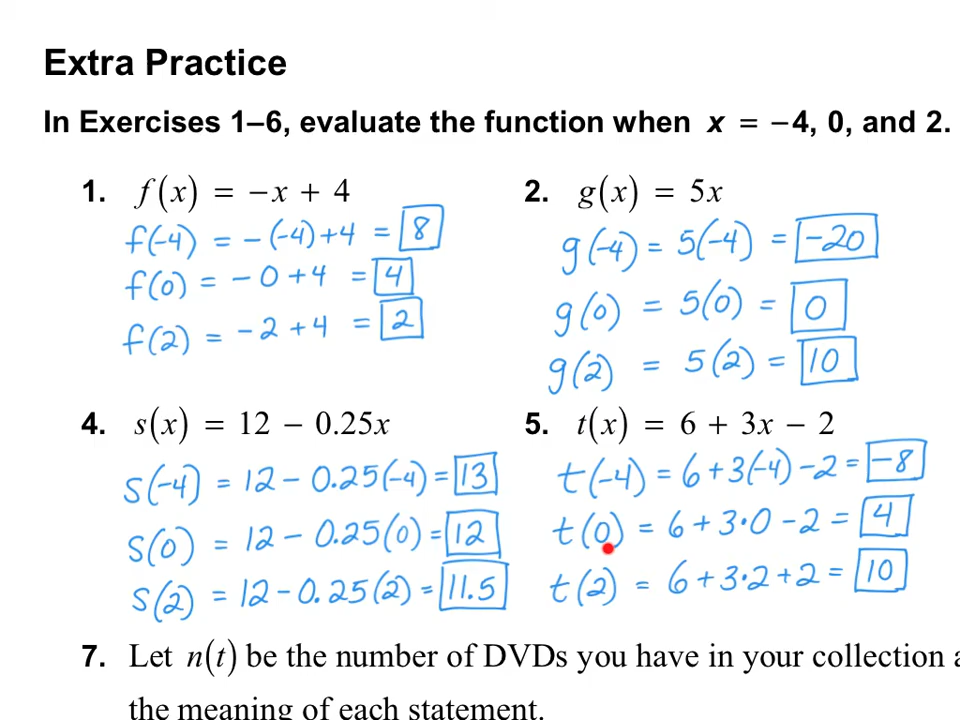 Extra Practice
In Exercises 1–6, evaluate the function when x = −4, 0, and 2.
1. f(x) = −x + 4
f(-4) = -(-4)+4 = 8
f(0) = -0+4 = 4
f(2) = -2+4 = 2
2. g(x) = 5x
g(-4) = 5(-4) = -20
g(0) = 5(0) = 0
g(2) = 5(2) = 10
4. s(x) = 12 − 0.25x
s(-4) = 12-0.25(-4) = 13
s(0) = 12-0.25(0) = 12
s(2) = 12-0.25(2) = 11.5
5. t(x) = 6 + 3x − 2
t(-4) = 6+3(-4)-2 = -8
t(0) = 6+3•0-2 = 4
t(2) = 6+3•2+2 = 10
7. Let n(t) be the number of DVDs you have in your collection a
the meaning of each statement.